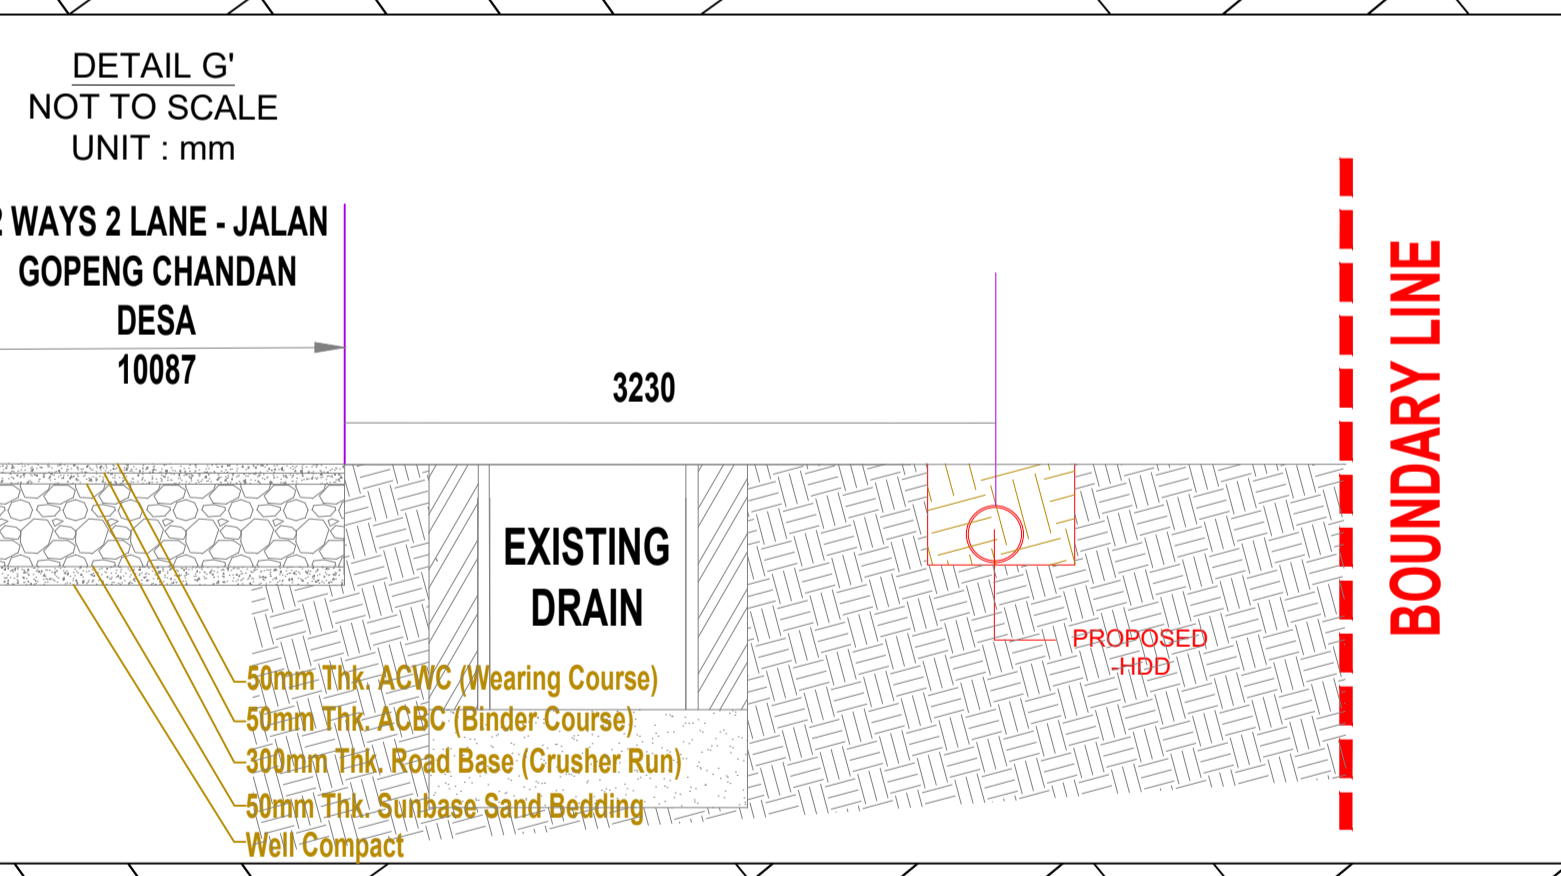 DETAIL G'
NOT TO SCALE
UNIT : mm
2 WAYS 2 LANE - JALAN
GOPENG CHANDAN
DESA
10087
3230
BOUNDARY LINE
EXISTING
DRAIN
PROPOSED
-HDD
50mm Thk. ACWC (Wearing Course)
50mm Thk. ACBC (Binder Course)
300mm Thk. Road Base (Crusher Run)
50mm Thk. Sunbase Sand Bedding
Well Compact